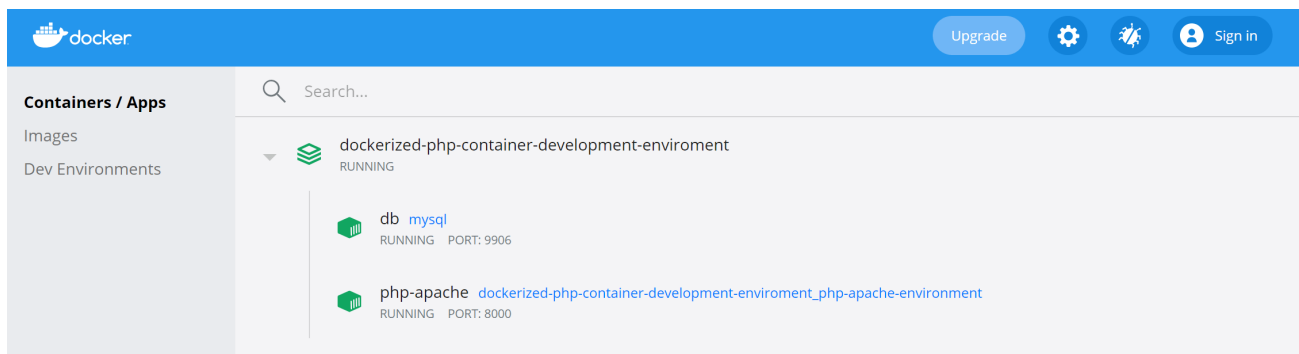 docker
Upgrade
Sign in
Containers / Apps
Images
Dev Environments
Search...
dockerized-php-container-development-enviroment
RUNNING
db mysql
RUNNING PORT: 9906
php-apache dockerized-php-container-development-enviroment_php-apache-environment
RUNNING PORT: 8000